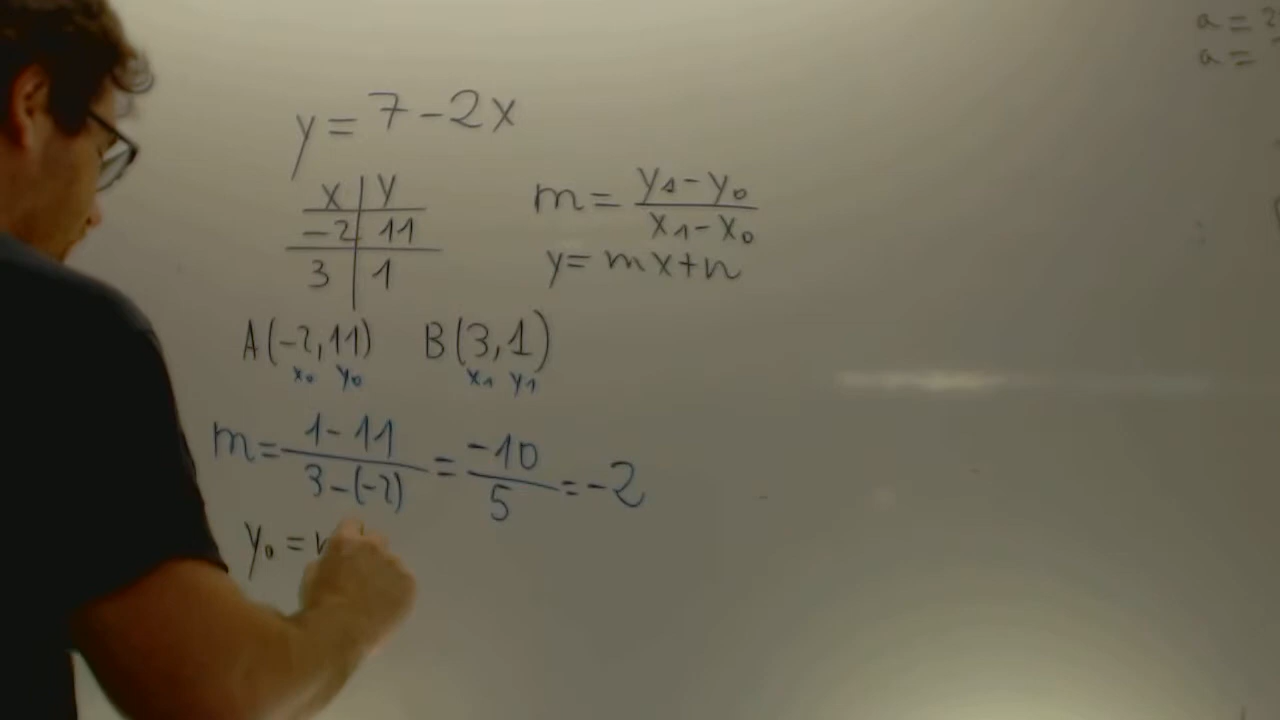 y = 7 - 2x
x | y
-2 | 11
3 | 1
m = (y₁ - y₀) / (x₁ - x₀)
y = mx + n
A(-2, 11) B(3, 1)
x₀ y₀ x₁ y₁
m = (1 - 11) / (3 - (-2)) = -10 / 5 = -2
y₀ =
a =
a =